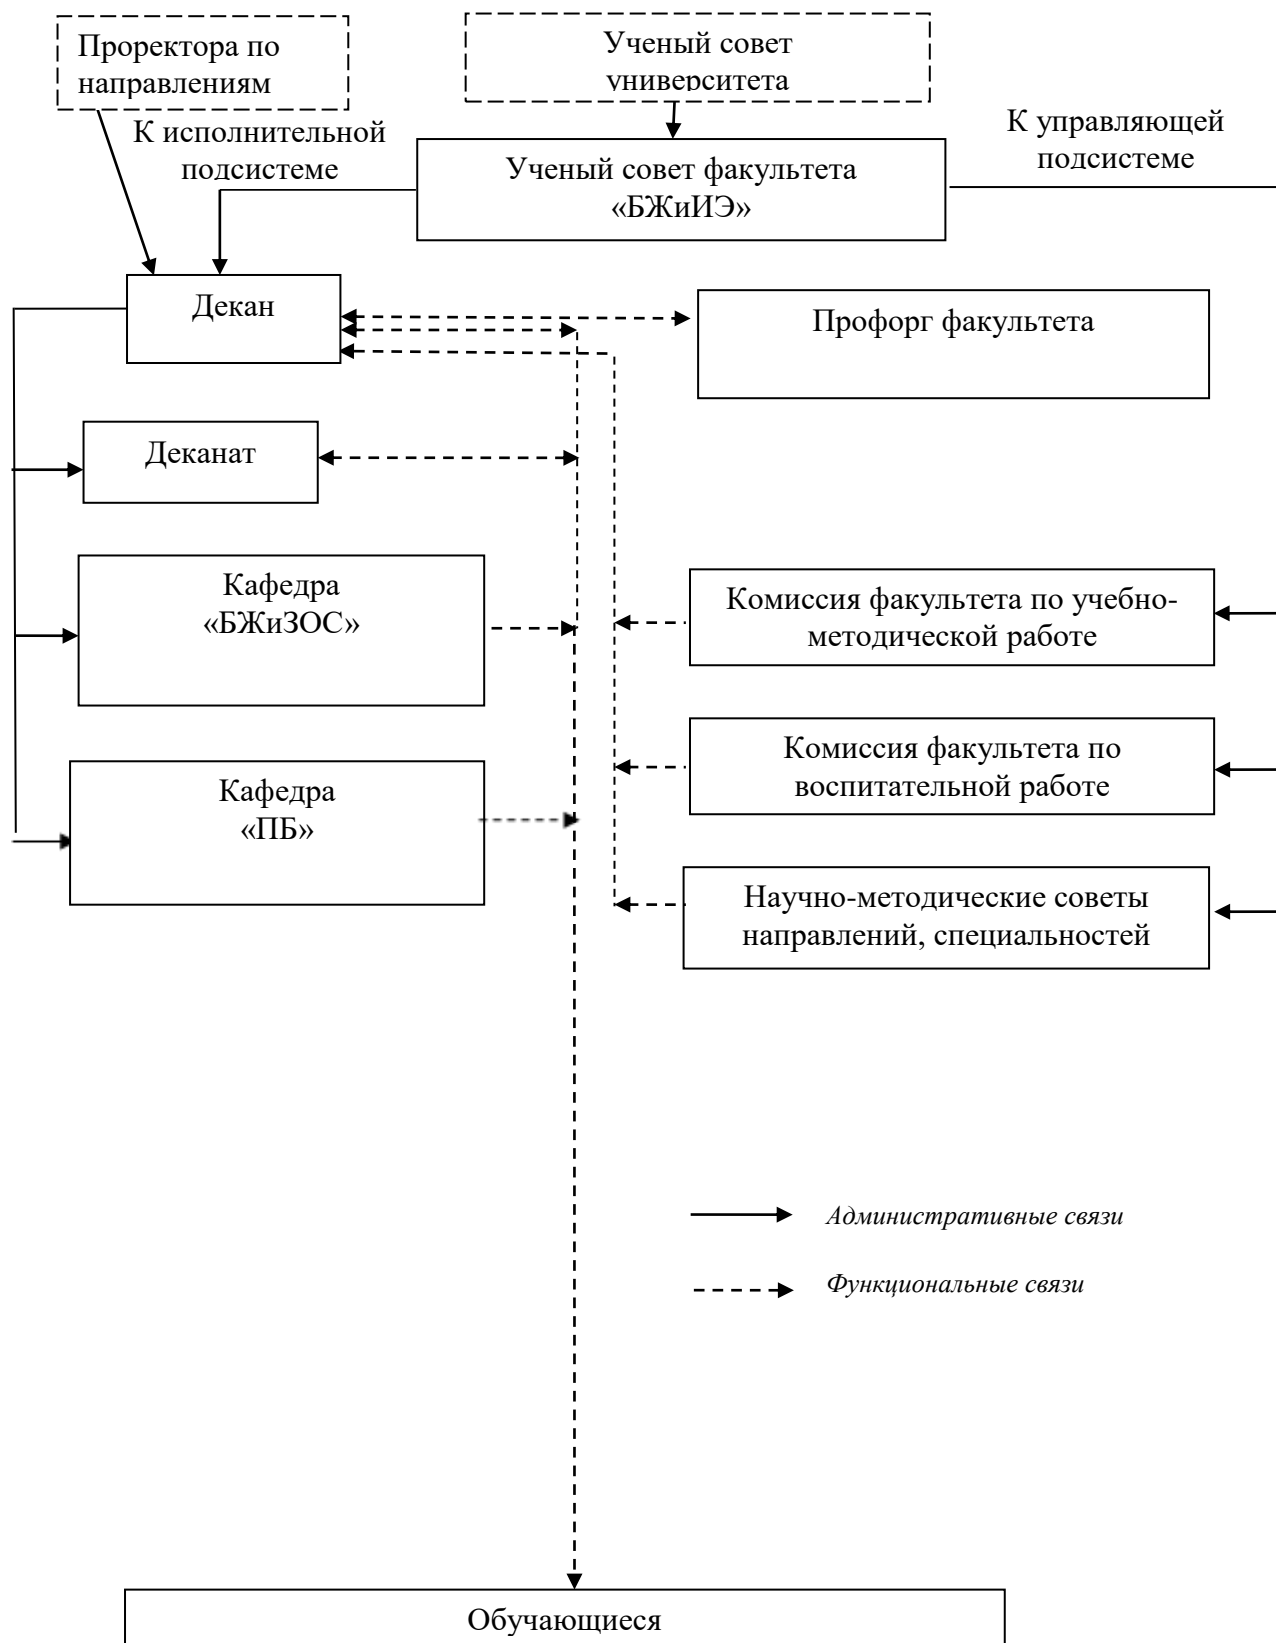 Проректора по
направлениям
Ученый совет
университета
К исполнительной
подсистеме
К управляющей
подсистеме
Ученый совет факультета
«БЖиИЭ»
Декан
Профорг факультета
Деканат
Кафедра
«БЖиЗОС»
Комиссия факультета по учебно-
методической работе
Комиссия факультета по
воспитательной работе
Кафедра
«ПБ»
Научно-методические советы
направлений, специальностей
Административные связи
Функциональные связи
Обучающиеся